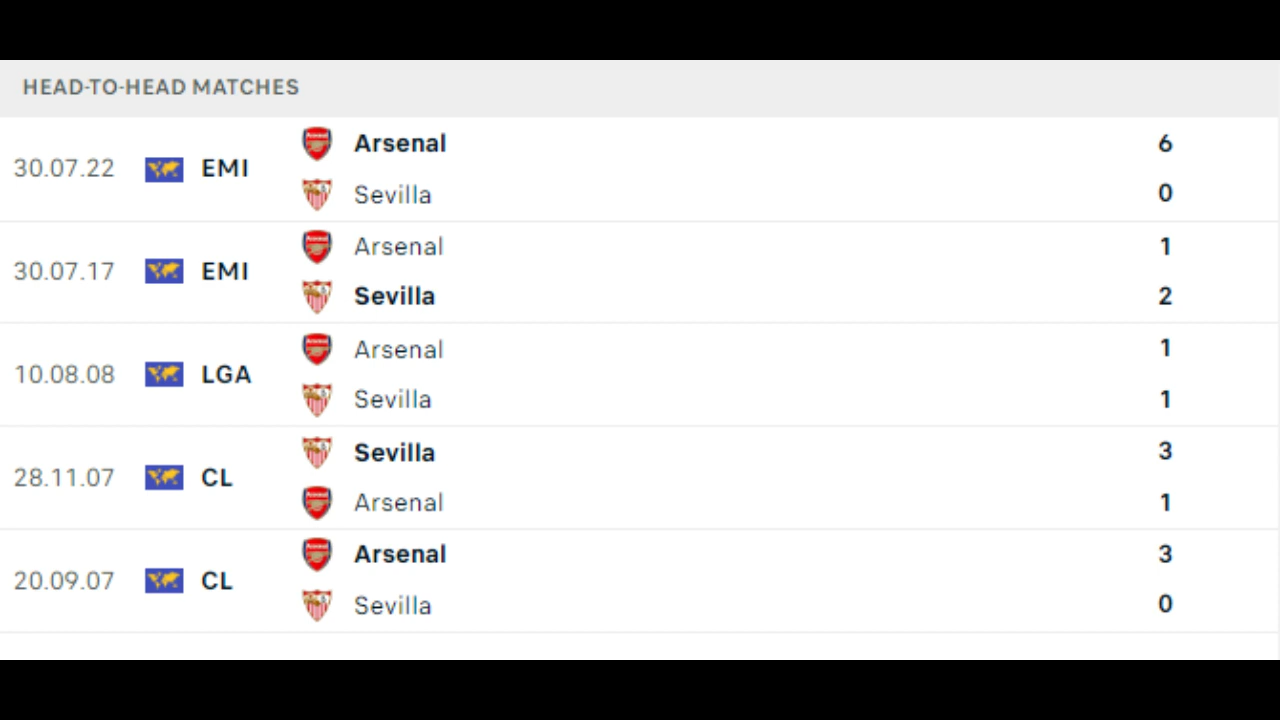 HEAD-TO-HEAD MATCHES
30.07.22 EMI
Arsenal 6
Sevilla 0
30.07.17 EMI
Arsenal 1
Sevilla 2
10.08.08 LGA
Arsenal 1
Sevilla 1
28.11.07 CL
Sevilla 3
Arsenal 1
20.09.07 CL
Arsenal 3
Sevilla 0